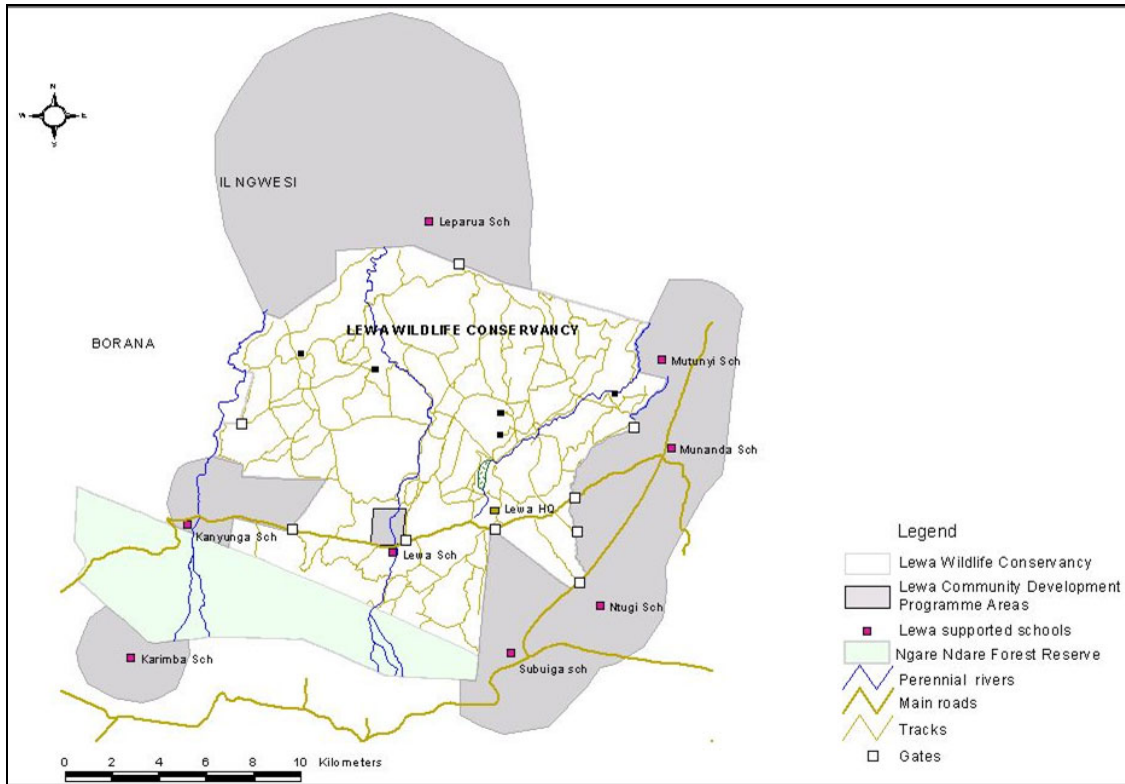 N
W E
S
IL NGWESI
Leparua Sch
LEWA WILDLIFE CONSERVANCY
BORANA
Mutunyi Sch
Munanda Sch
Lewa HQ
Kanyunga Sch
Lewa Sch
Ntugi Sch
Karimba Sch
Subuiga sch
Legend
Lewa Wildlife Conservancy
Lewa Community Development
Programme Areas
Lewa supported schools
Ngare Ndare Forest Reserve
Perennial rivers
Main roads
Tracks
Gates
0 2 4 6 8 10 Kilometers